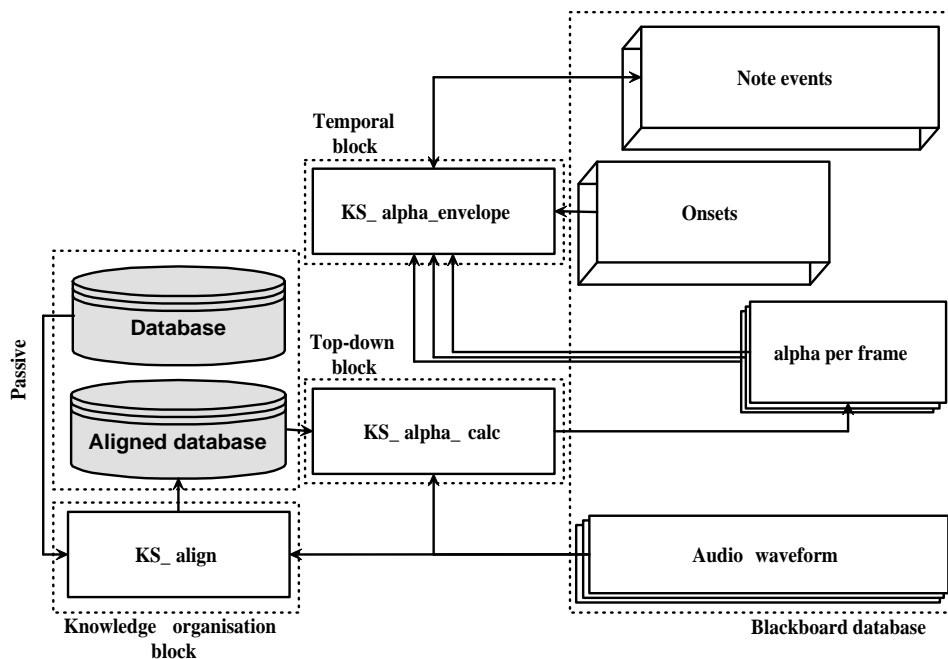 Note events
Temporal
block
KS_ alpha_envelope
Onsets
Passive
Database
Top-down
block
alpha per frame
Aligned database
KS_ alpha_ calc
KS_ align
Audio waveform
Knowledge organisation
block
Blackboard database